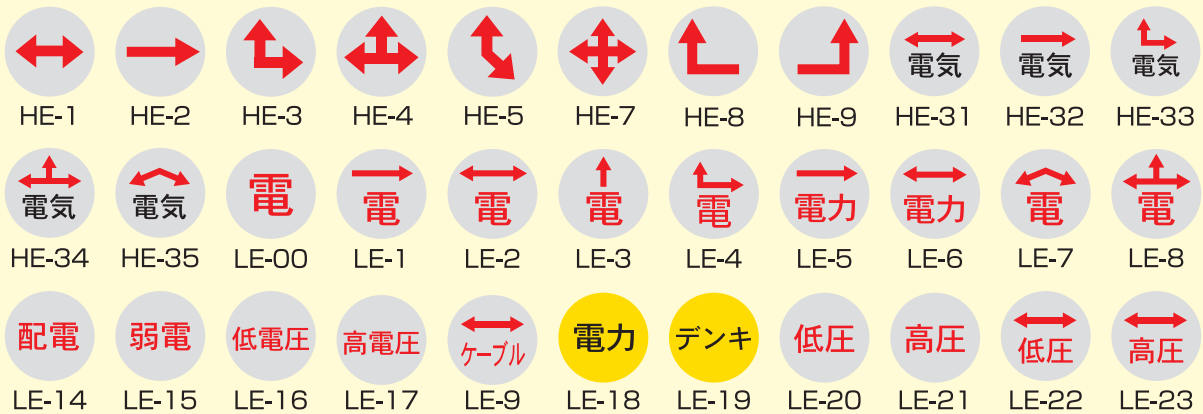 電気 電気 電気
HE-1 HE-2 HE-3 HE-4 HE-5 HE-7 HE-8 HE-9 HE-31 HE-32 HE-33
電気 電気 電 電 電 電 電 電力 電力 電 電
HE-34 HE-35 LE-00 LE-1 LE-2 LE-3 LE-4 LE-5 LE-6 LE-7 LE-8
配電 弱電 低電圧 高電圧 ケーブル 電力 デンキ 低圧 高圧 低圧 高圧
LE-14 LE-15 LE-16 LE-17 LE-9 LE-18 LE-19 LE-20 LE-21 LE-22 LE-23